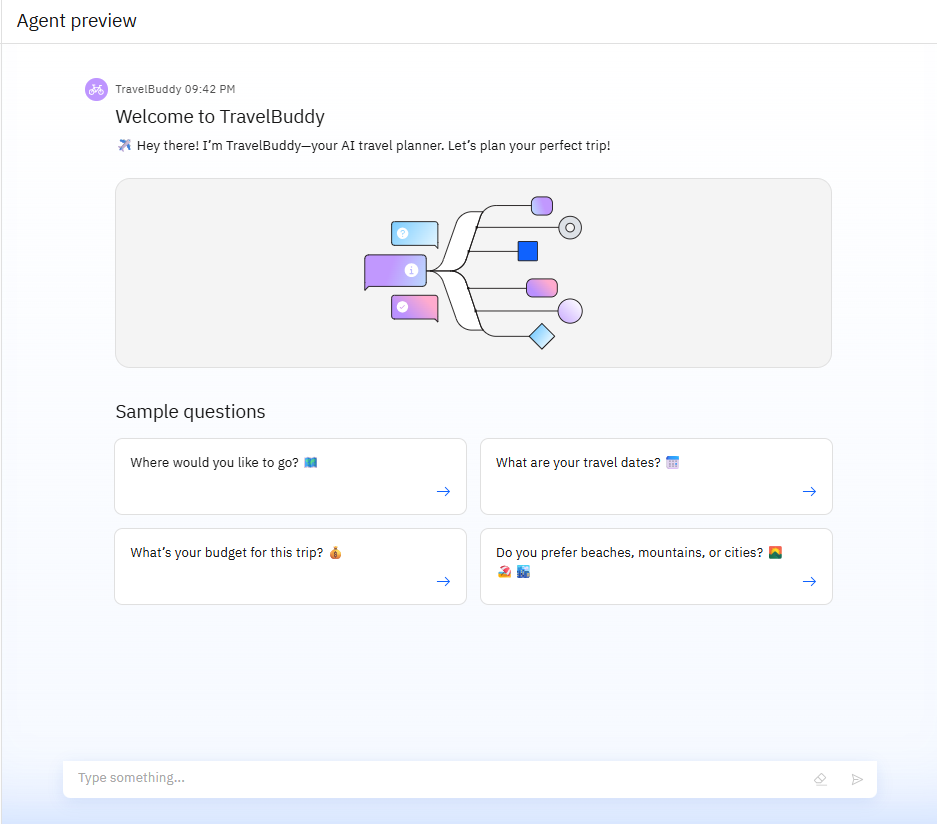 Agent preview
TravelBuddy 09:42 PM
Welcome to TravelBuddy
✈️ Hey there! I’m TravelBuddy—your AI travel planner. Let’s plan your perfect trip!
Sample questions
Where would you like to go? 🗺️
What are your travel dates? 📅
What’s your budget for this trip? 💰
Do you prefer beaches, mountains, or cities? 🌄
🏖️ 🌃
Type something...